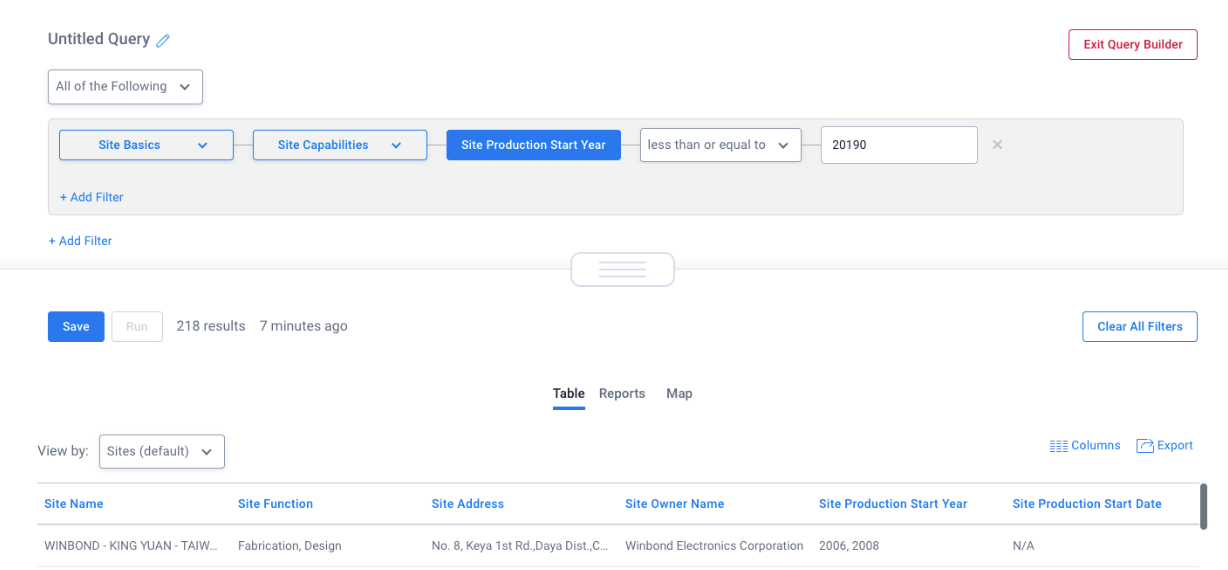 Untitled Query
Exit Query Builder
All of the Following
Site Basics Site Capabilities Site Production Start Year less than or equal to 20190 ×
+ Add Filter
+ Add Filter
Save Run 218 results 7 minutes ago Clear All Filters
Table Reports Map
View by: Sites (default) Columns Export
Site Name Site Function Site Address Site Owner Name Site Production Start Year Site Production Start Date
WINBOND - KING YUAN - TAIW... Fabrication, Design No. 8, Keya 1st Rd.,Daya Dist.,C... Winbond Electronics Corporation 2006, 2008 N/A